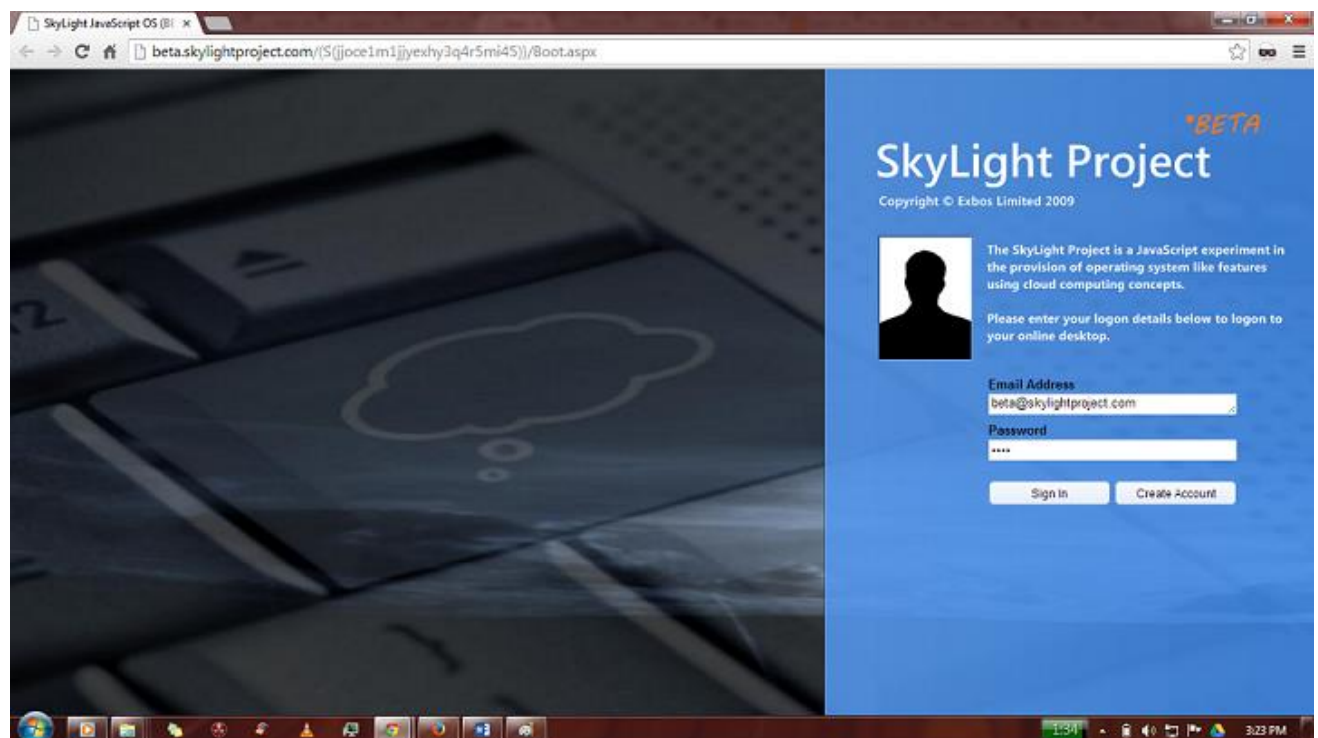 SkyLight JavaScript OS (B
beta.skylightproject.com/(S(jjoce1m1jjyexhy3q4r5mi45))/Boot.aspx
*BETA
SkyLight Project
Copyright © Exbos Limited 2009
The SkyLight Project is a JavaScript experiment in
the provision of operating system like features
using cloud computing concepts.
Please enter your logon details below to logon to
your online desktop.
Email Address
beta@skylightproject.com
Password
••••
Sign In
Create Account
12
1:34
3:23 PM